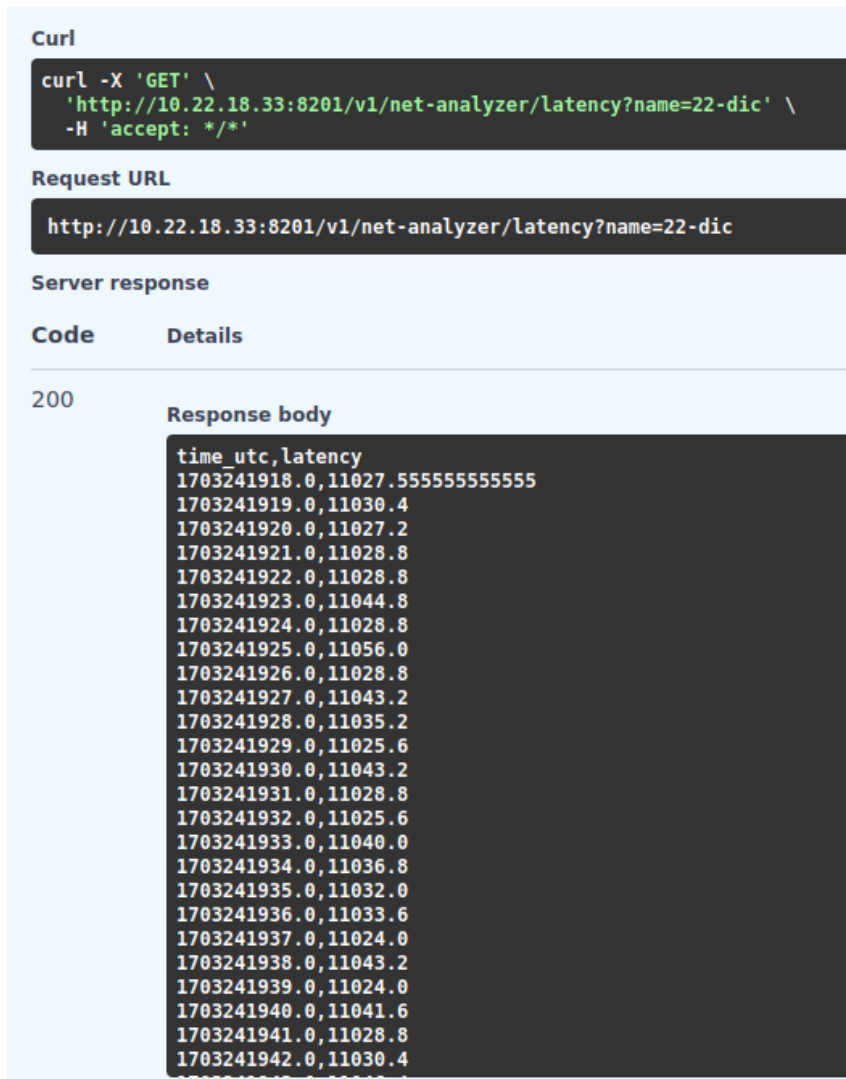 Curl
curl -X 'GET' \
'http://10.22.18.33:8201/v1/net-analyzer/latency?name=22-dic' \
-H 'accept: */*'
Request URL
http://10.22.18.33:8201/v1/net-analyzer/latency?name=22-dic
Server response
Code Details
200
Response body
time_utc,latency
1703241918.0,11027.555555555555
1703241919.0,11030.4
1703241920.0,11027.2
1703241921.0,11028.8
1703241922.0,11028.8
1703241923.0,11044.8
1703241924.0,11028.8
1703241925.0,11056.0
1703241926.0,11028.8
1703241927.0,11043.2
1703241928.0,11035.2
1703241929.0,11025.6
1703241930.0,11043.2
1703241931.0,11028.8
1703241932.0,11025.6
1703241933.0,11040.0
1703241934.0,11036.8
1703241935.0,11032.0
1703241936.0,11033.6
1703241937.0,11024.0
1703241938.0,11043.2
1703241939.0,11024.0
1703241940.0,11041.6
1703241941.0,11028.8
1703241942.0,11030.4